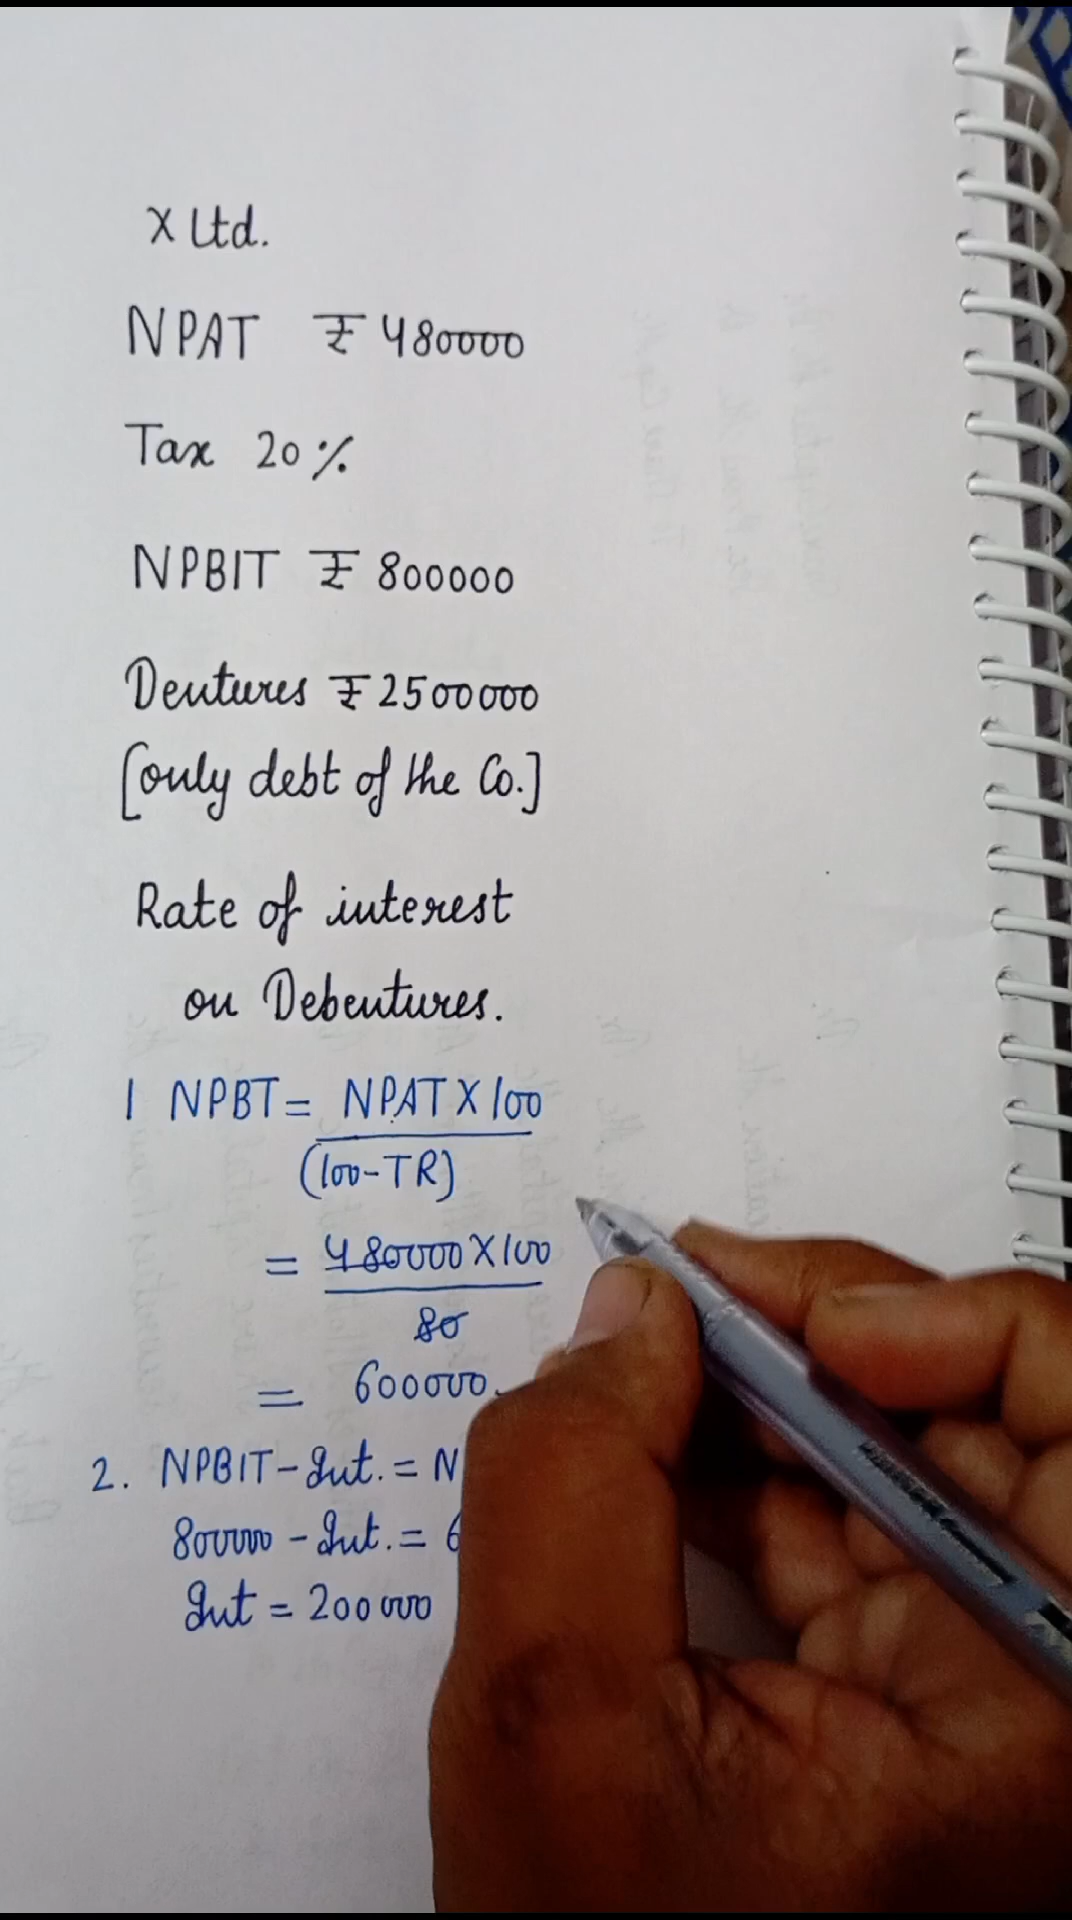 X Ltd.
NPAT ₹ 480000
Tax 20%
NPBIT ₹ 800000
Dentures ₹ 2500000
[only debt of the Co.]
Rate of interest
on Debentures.
1 NPBT = NPAT X 100
(100-TR)
= 480000 X 100
80
= 600000
2. NPBIT - Int. = N
800000 - Int. = 6
Int = 200000